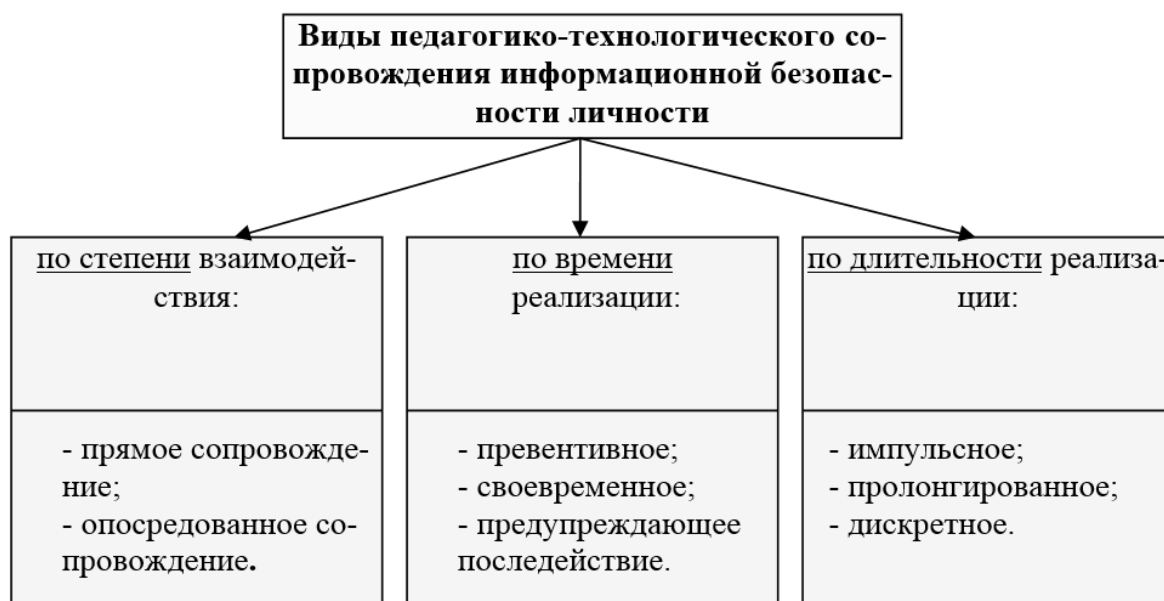 Виды педагогико-технологического со-
провождения информационной безопас-
ности личности
по степени взаимодей-
ствия:
- прямое сопровожде-
ние;
- опосредованное со-
провождение.
по времени
реализации:
- превентивное;
- своевременное;
- предупреждающее
последействие.
по длительности реализа-
ции:
- импульсное;
- пролонгированное;
- дискретное.